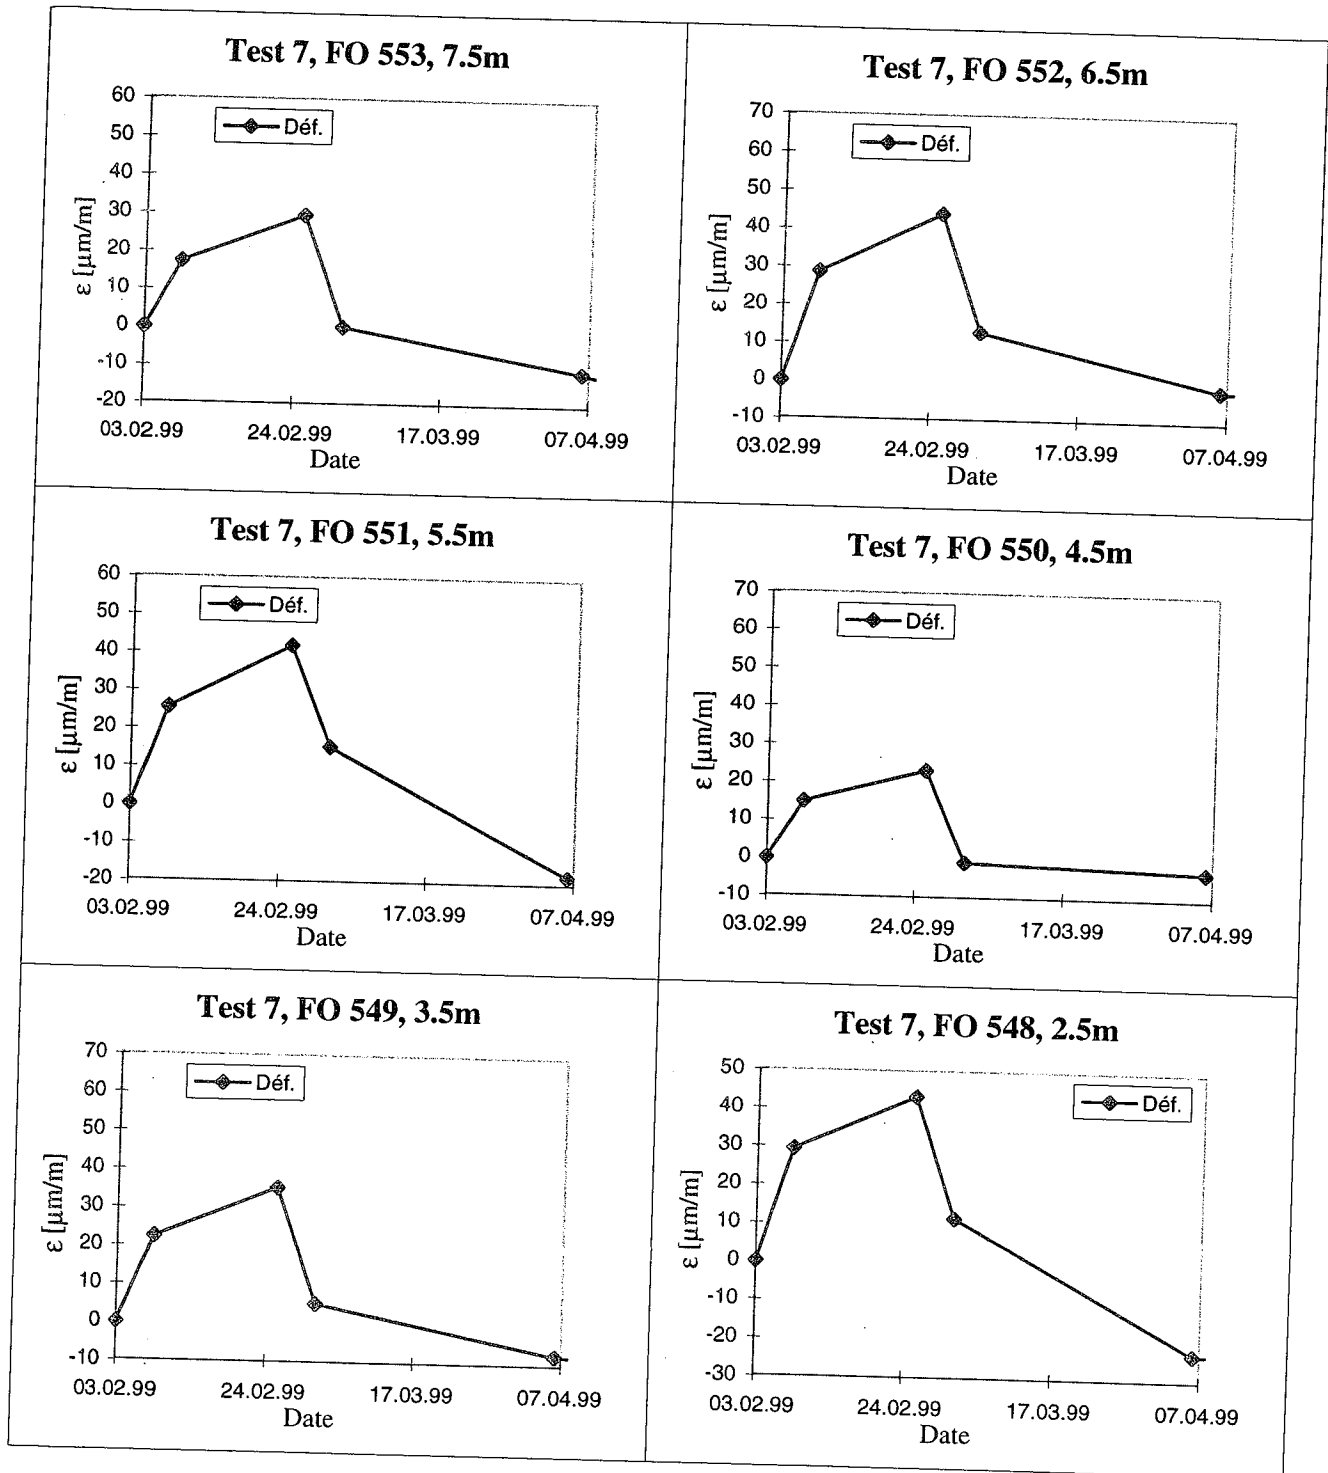 Test 7, FO 553, 7.5m
Déf.
60
50
40
30
20
10
0
-10
-20
ε [µm/m]
03.02.99 24.02.99 17.03.99 07.04.99
Date
Test 7, FO 552, 6.5m
Déf.
70
60
50
40
30
20
10
0
-10
ε [µm/m]
03.02.99 24.02.99 17.03.99 07.04.99
Date
Test 7, FO 551, 5.5m
Déf.
60
50
40
30
20
10
0
-10
-20
ε [µm/m]
03.02.99 24.02.99 17.03.99 07.04.99
Date
Test 7, FO 550, 4.5m
Déf.
70
60
50
40
30
20
10
0
-10
ε [µm/m]
03.02.99 24.02.99 17.03.99 07.04.99
Date
Test 7, FO 549, 3.5m
Déf.
70
60
50
40
30
20
10
0
-10
ε [µm/m]
03.02.99 24.02.99 17.03.99 07.04.99
Date
Test 7, FO 548, 2.5m
Déf.
50
40
30
20
10
0
-10
-20
-30
ε [µm/m]
03.02.99 24.02.99 17.03.99 07.04.99
Date